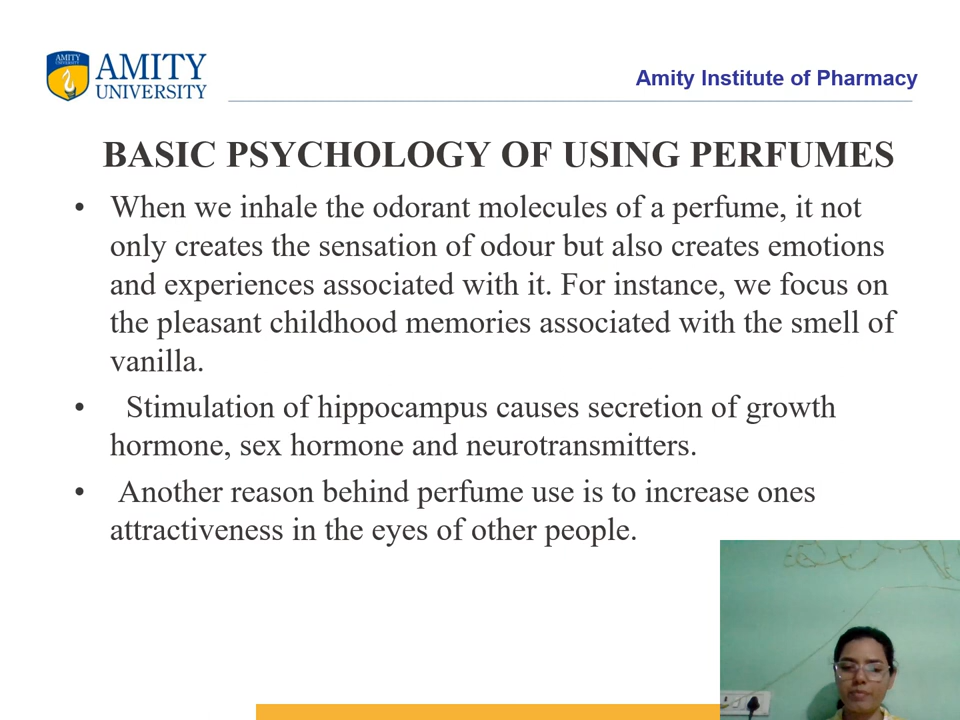 AMITY
UNIVERSITY
AMITY
UNIVERSITY
Amity Institute of Pharmacy
BASIC PSYCHOLOGY OF USING PERFUMES
• When we inhale the odorant molecules of a perfume, it not
only creates the sensation of odour but also creates emotions
and experiences associated with it. For instance, we focus on
the pleasant childhood memories associated with the smell of
vanilla.
• Stimulation of hippocampus causes secretion of growth
hormone, sex hormone and neurotransmitters.
• Another reason behind perfume use is to increase ones
attractiveness in the eyes of other people.